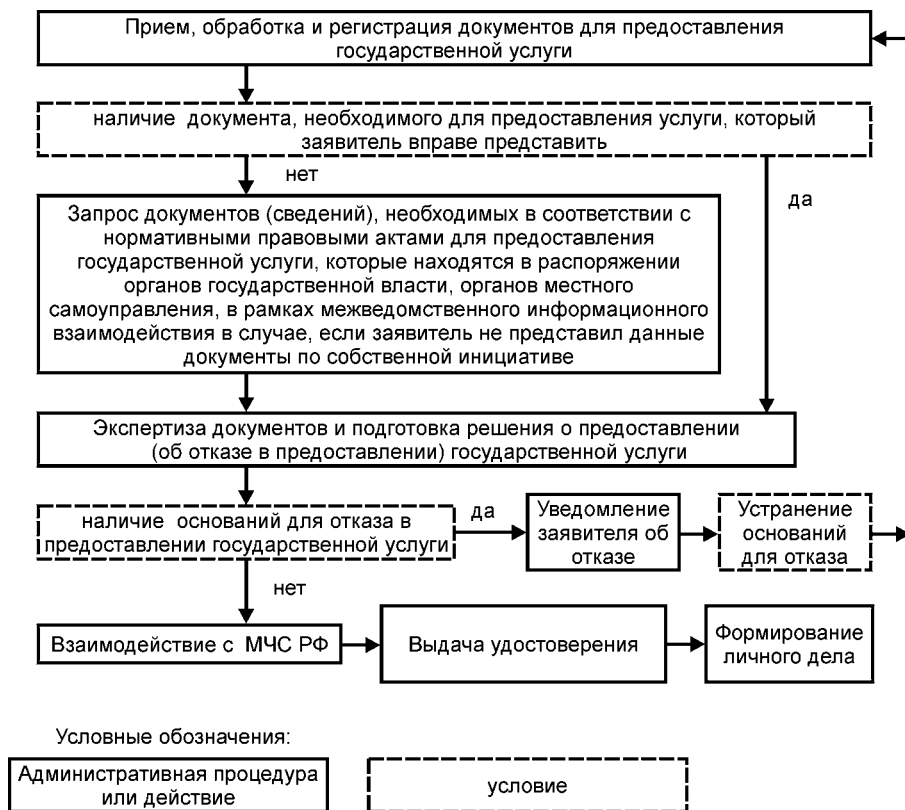 Прием, обработка и регистрация документов для предоставления
государственной услуги
наличие документа, необходимого для предоставления услуги, который
заявитель вправе представить
нет
да
Запрос документов (сведений), необходимых в соответствии с
нормативными правовыми актами для предоставления
государственной услуги, которые находятся в распоряжении
органов государственной власти, органов местного
самоуправления, в рамках межведомственного информационного
взаимодействия в случае, если заявитель не представил данные
документы по собственной инициативе
Экспертиза документов и подготовка решения о предоставлении
(об отказе в предоставлении) государственной услуги
наличие оснований для отказа в
предоставлении государственной услуги
да
Уведомление
заявителя об
отказе
Устранение
оснований
для отказа
нет
Взаимодействие с МЧС РФ
Выдача удостоверения
Формирование
личного дела
Условные обозначения:
Административная процедура
или действие
условие